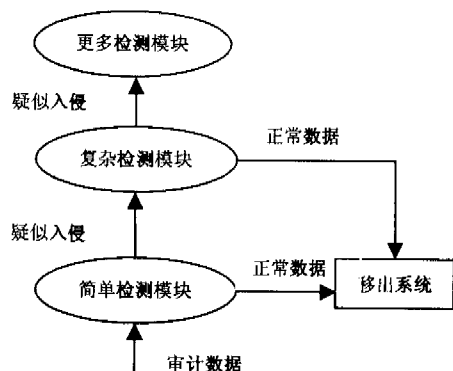 更多检测模块
疑似入侵
正常数据
复杂检测模块
疑似入侵
正常数据
简单检测模块
移出系统
审计数据